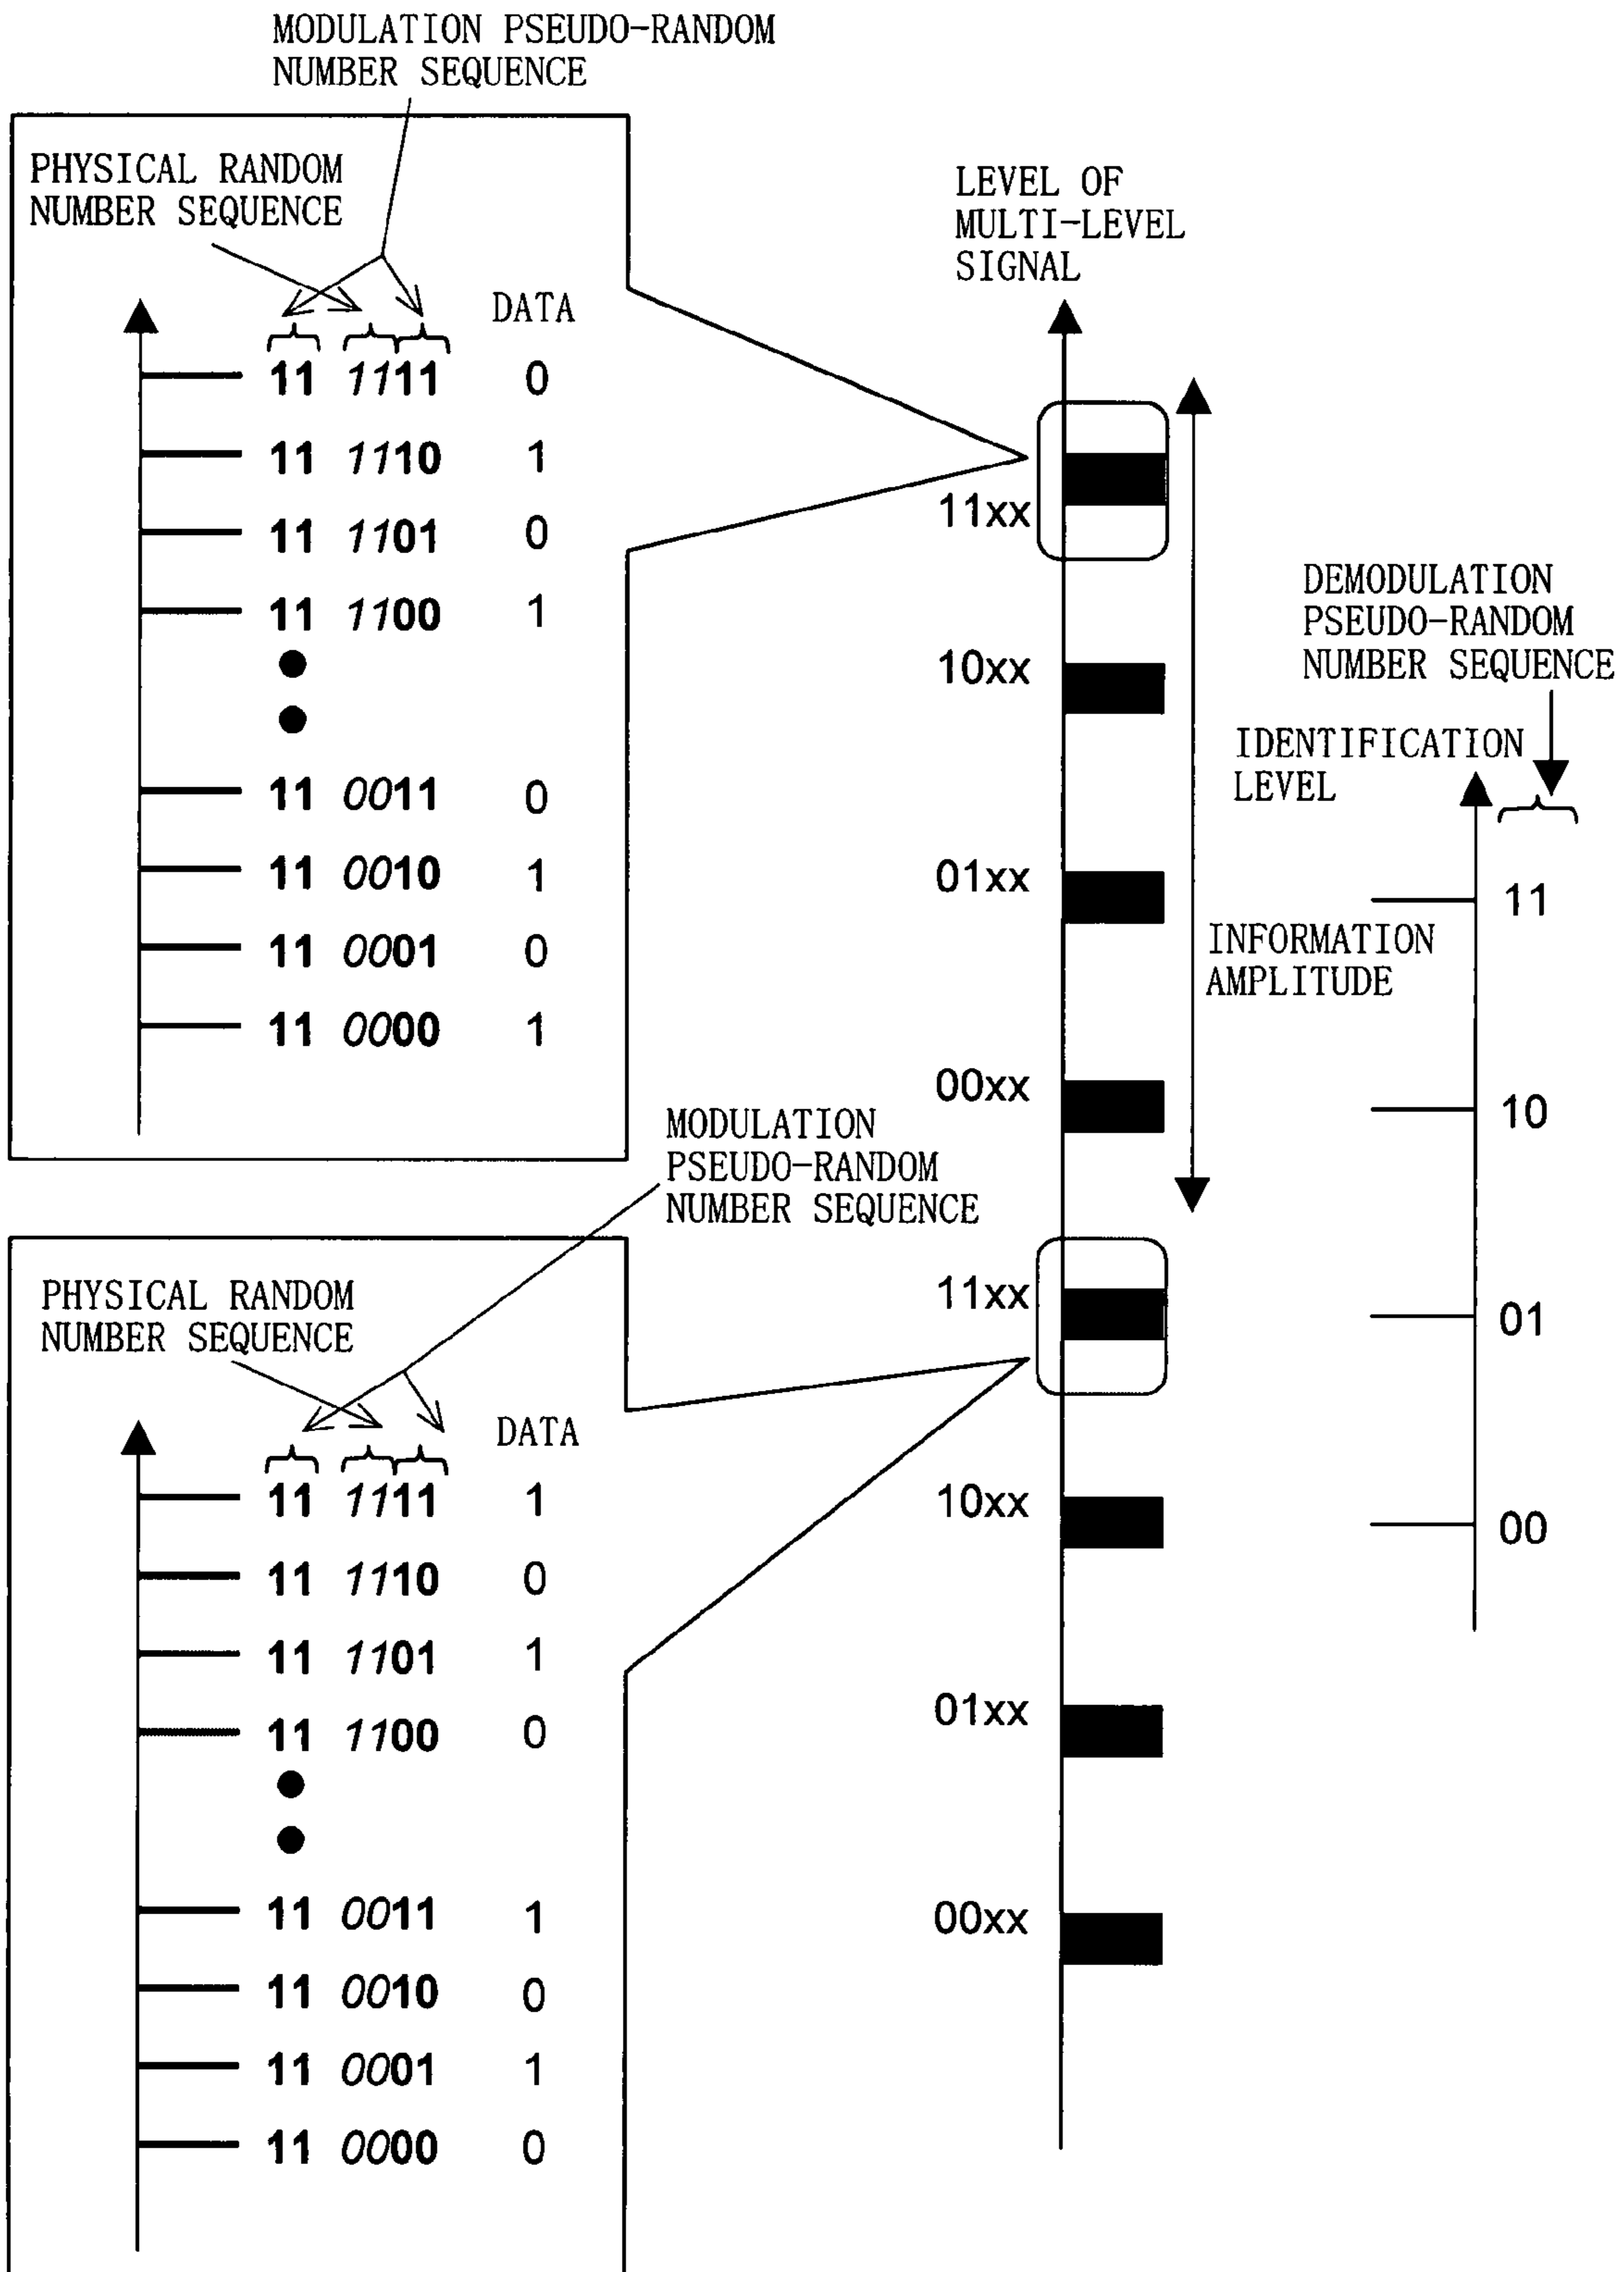 MODULATION PSEUDO-RANDOM
NUMBER SEQUENCE
PHYSICAL RANDOM
NUMBER SEQUENCE
DATA
11 1111 0
11 1110 1
11 1101 0
11 1100 1
11 0011 0
11 0010 1
11 0001 0
11 0000 1
LEVEL OF
MULTI-LEVEL
SIGNAL
11xx
10xx
01xx
00xx
INFORMATION
AMPLITUDE
DEMODULATION
PSEUDO-RANDOM
NUMBER SEQUENCE
IDENTIFICATION
LEVEL
11
10
01
00
MODULATION
PSEUDO-RANDOM
NUMBER SEQUENCE
PHYSICAL RANDOM
NUMBER SEQUENCE
DATA
11 1111 1
11 1110 0
11 1101 1
11 1100 0
11 0011 1
11 0010 0
11 0001 1
11 0000 0
11xx
10xx
01xx
00xx